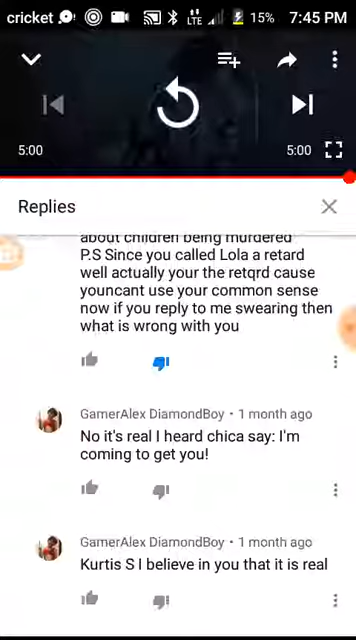 cricket LTE 15% 7:45 PM
5:00 5:00
Replies
about children being murdered
P.S Since you called Lola a retard
well actually your the retqrd cause
youncant use your common sense
now if you reply to me swearing then
what is wrong with you
GamerAlex DiamondBoy • 1 month ago
No it's real I heard chica say: I'm
coming to get you!
GamerAlex DiamondBoy • 1 month ago
Kurtis S I believe in you that it is real